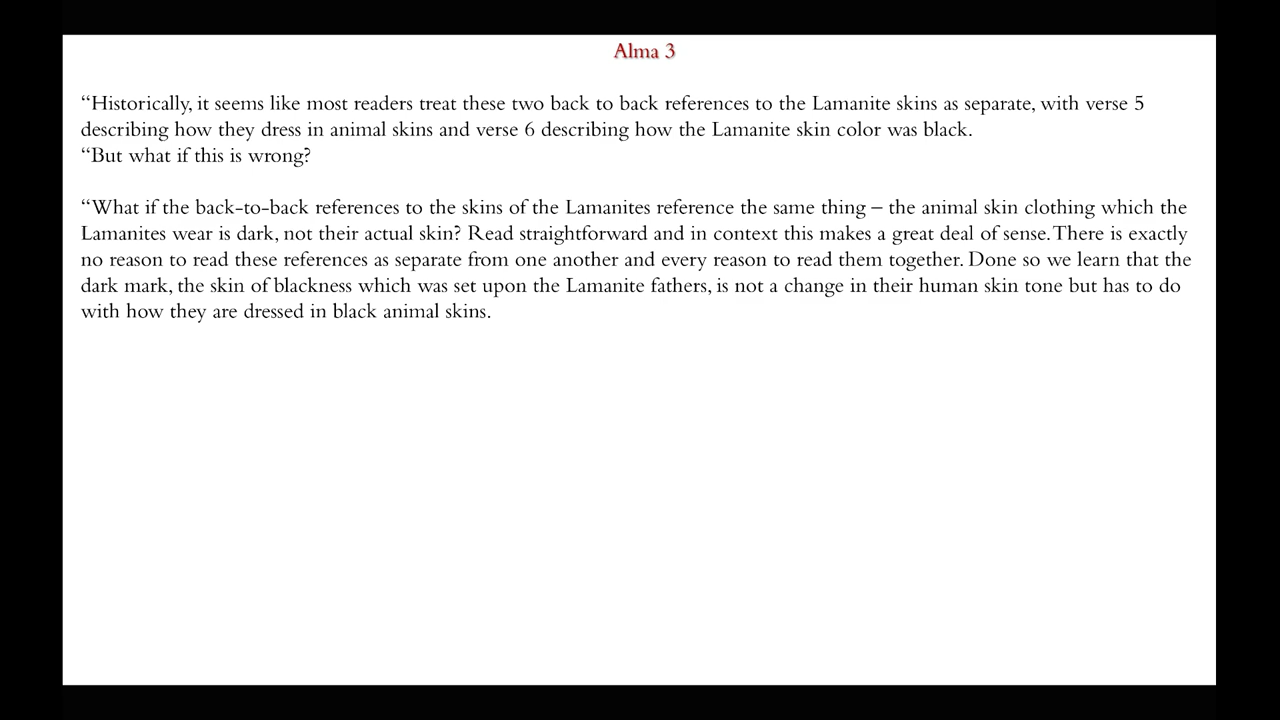 Alma 3
“Historically, it seems like most readers treat these two back to back references to the Lamanite skins as separate, with verse 5
describing how they dress in animal skins and verse 6 describing how the Lamanite skin color was black.
“But what if this is wrong?
“What if the back-to-back references to the skins of the Lamanites reference the same thing – the animal skin clothing which the
Lamanites wear is dark, not their actual skin? Read straightforward and in context this makes a great deal of sense. There is exactly
no reason to read these references as separate from one another and every reason to read them together. Done so we learn that the
dark mark, the skin of blackness which was set upon the Lamanite fathers, is not a change in their human skin tone but has to do
with how they are dressed in black animal skins.